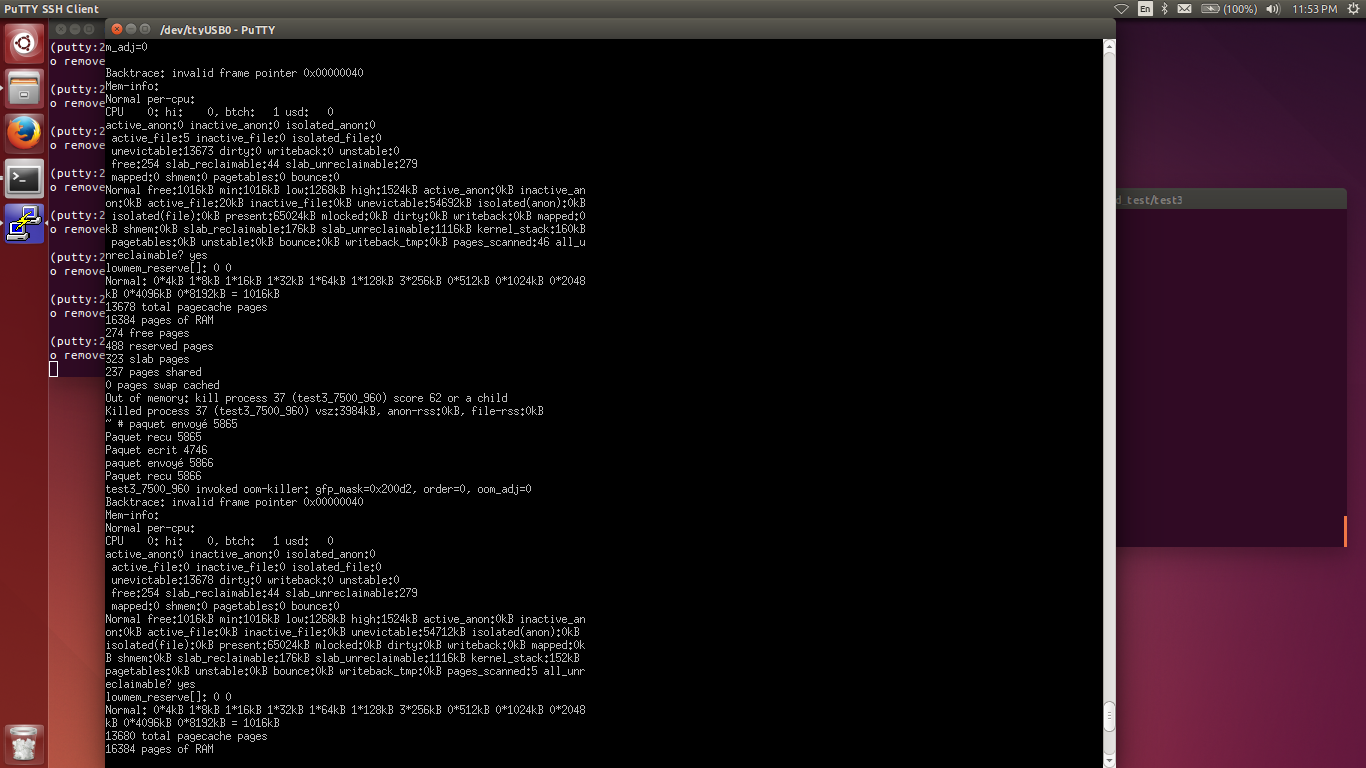 PuTTY SSH Client
En
(100%)
11:53 PM
/dev/ttyUSB0 - PuTTY
(putty:2
o remove
(putty:2
o remove
(putty:2
o remove
(putty:2
o remove
(putty:2
o remove
(putty:2
o remove
(putty:2
o remove
(putty:2
o remove
m_adj=0
Backtrace: invalid frame pointer 0x00000040
Mem-info:
Normal per-cpu:
CPU    0: hi:    0, btch:   1 usd:   0
active_anon:0 inactive_anon:0 isolated_anon:0
 active_file:5 inactive_file:0 isolated_file:0
 unevictable:13673 dirty:0 writeback:0 unstable:0
 free:254 slab_reclaimable:44 slab_unreclaimable:279
 mapped:0 shmem:0 pagetables:0 bounce:0
Normal free:1016kB min:1016kB low:1268kB high:1524kB active_anon:0kB inactive_an
on:0kB active_file:20kB inactive_file:0kB unevictable:54692kB isolated(anon):0kB
 isolated(file):0kB present:65024kB mlocked:0kB dirty:0kB writeback:0kB mapped:0
kB shmem:0kB slab_reclaimable:176kB slab_unreclaimable:1116kB kernel_stack:160kB
 pagetables:0kB unstable:0kB bounce:0kB writeback_tmp:0kB pages_scanned:46 all_u
nreclaimable? yes
lowmem_reserve[]: 0 0
Normal: 0*4kB 1*8kB 1*16kB 1*32kB 1*64kB 1*128kB 3*256kB 0*512kB 0*1024kB 0*2048
kB 0*4096kB 0*8192kB = 1016kB
13678 total pagecache pages
16384 pages of RAM
274 free pages
488 reserved pages
323 slab pages
237 pages shared
0 pages swap cached
Out of memory: kill process 37 (test3_7500_960) score 62 or a child
Killed process 37 (test3_7500_960) vsz:3984kB, anon-rss:0kB, file-rss:0kB
~ # paquet envoyé 5865
Paquet recu 5865
Paquet ecrit 4746
paquet envoyé 5866
Paquet recu 5866
test3_7500_960 invoked oom-killer: gfp_mask=0x200d2, order=0, oom_adj=0
Backtrace: invalid frame pointer 0x00000040
Mem-info:
Normal per-cpu:
CPU    0: hi:    0, btch:   1 usd:   0
active_anon:0 inactive_anon:0 isolated_anon:0
 active_file:0 inactive_file:0 isolated_file:0
 unevictable:13678 dirty:0 writeback:0 unstable:0
 free:254 slab_reclaimable:44 slab_unreclaimable:279
 mapped:0 shmem:0 pagetables:0 bounce:0
Normal free:1016kB min:1016kB low:1268kB high:1524kB active_anon:0kB inactive_an
on:0kB active_file:0kB inactive_file:0kB unevictable:54712kB isolated(anon):0kB
isolated(file):0kB present:65024kB mlocked:0kB dirty:0kB writeback:0kB mapped:0k
B shmem:0kB slab_reclaimable:176kB slab_unreclaimable:1116kB kernel_stack:152kB
pagetables:0kB unstable:0kB bounce:0kB writeback_tmp:0kB pages_scanned:5 all_unr
eclaimable? yes
lowmem_reserve[]: 0 0
Normal: 0*4kB 1*8kB 1*16kB 1*32kB 1*64kB 1*128kB 3*256kB 0*512kB 0*1024kB 0*2048
kB 0*4096kB 0*8192kB = 1016kB
13680 total pagecache pages
16384 pages of RAM
d_test/test3